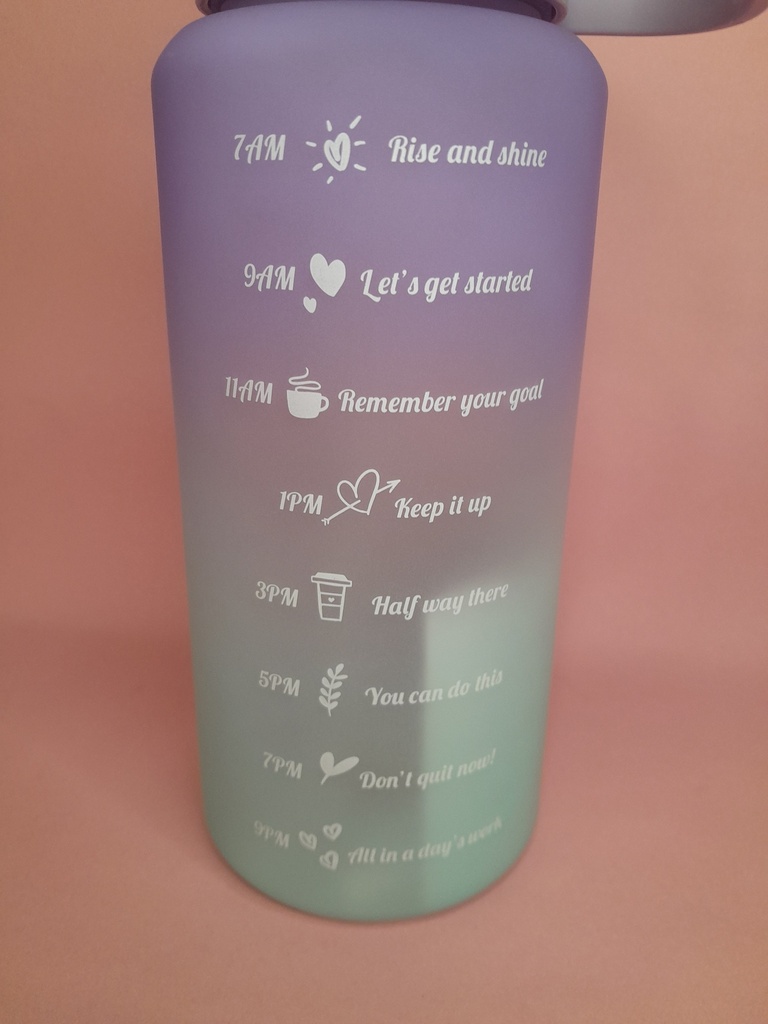 7AM Rise and shine
9AM Let's get started
11AM Remember your goal
1PM Keep it up
3PM Half way there
5PM You can do this
7PM Don't quit now!
9PM All in a day's work